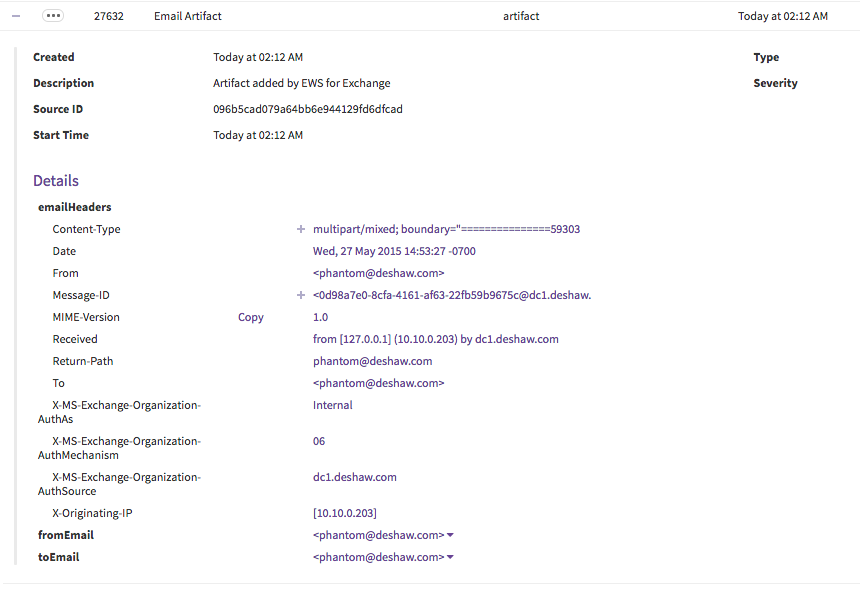 27632 Email Artifact artifact Today at 02:12 AM
Created Today at 02:12 AM Type
Description Artifact added by EWS for Exchange Severity
Source ID 096b5cad079a64bb6e944129fd6dfcad
Start Time Today at 02:12 AM
Details
emailHeaders
Content-Type + multipart/mixed; boundary="===============59303
Date Wed, 27 May 2015 14:53:27 -0700
From <phantom@deshaw.com>
Message-ID + <0d98a7e0-8cfa-4161-af63-22fb59b9675c@dc1.deshaw.
MIME-Version Copy 1.0
Received from [127.0.0.1] (10.10.0.203) by dc1.deshaw.com
Return-Path phantom@deshaw.com
To <phantom@deshaw.com>
X-MS-Exchange-Organization- Internal
AuthAs
X-MS-Exchange-Organization- 06
AuthMechanism
X-MS-Exchange-Organization- dc1.deshaw.com
AuthSource
X-Originating-IP [10.10.0.203]
fromEmail <phantom@deshaw.com>
toEmail <phantom@deshaw.com>